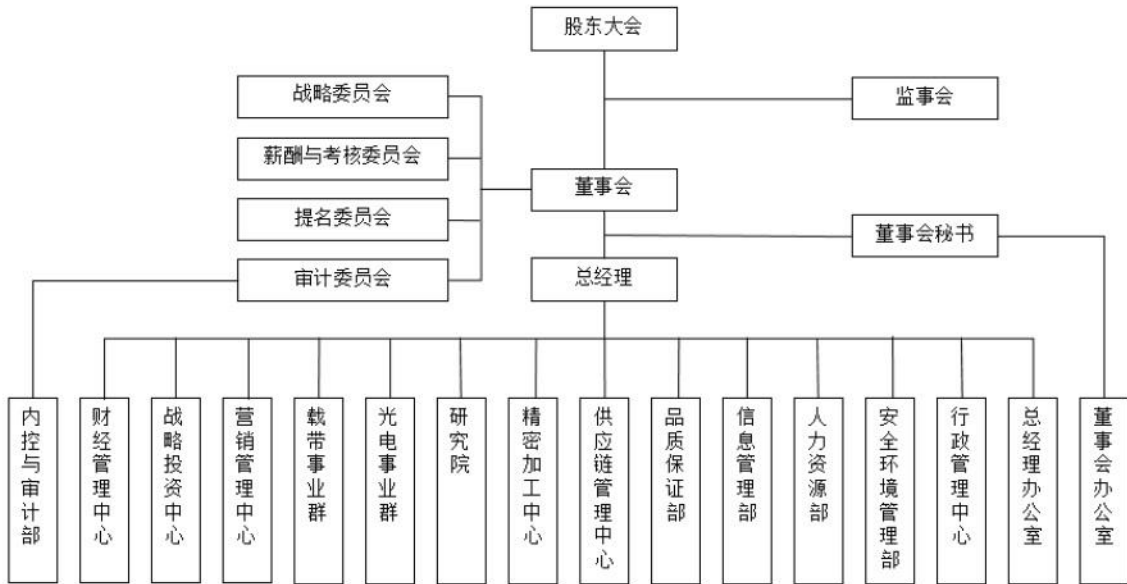 股东大会
战略委员会
监事会
薪酬与考核委员会
董事会
提名委员会
董事会秘书
审计委员会
总经理
内控与审计部
财经管理中心
战略投资中心
营销管理中心
载带事业群
光电事业群
研究院
精密加工中心
供应链管理中心
品质保证部
信息管理部
人力资源部
安全环境管理部
行政管理中心
总经理办公室
董事会办公室